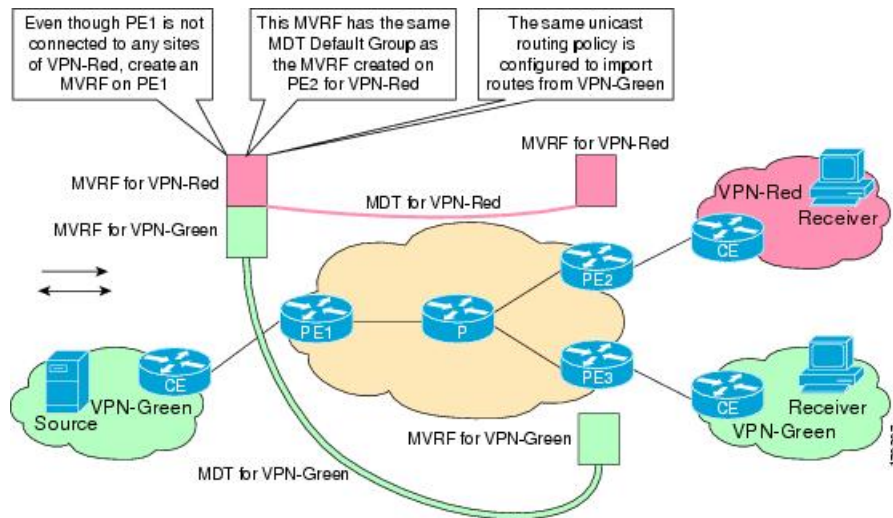 Even though PE1 is not
connected to any sites
of VPN-Red, create an
MVRF on PE1
This MVRF has the same
MDT Default Group as
the MVRF created on
PE2 for VPN-Red
The same unicast
routing policy is
configured to import
routes from VPN-Green
MVRF for VPN-Red
MVRF for VPN-Red
MDT for VPN-Red
MVRF for VPN-Green
VPN-Red
Receiver
CE
PE2
PE1
P
CE
PE3
Source
VPN-Green
CE
Receiver
VPN-Green
MVRF for VPN-Green
MDT for VPN-Green